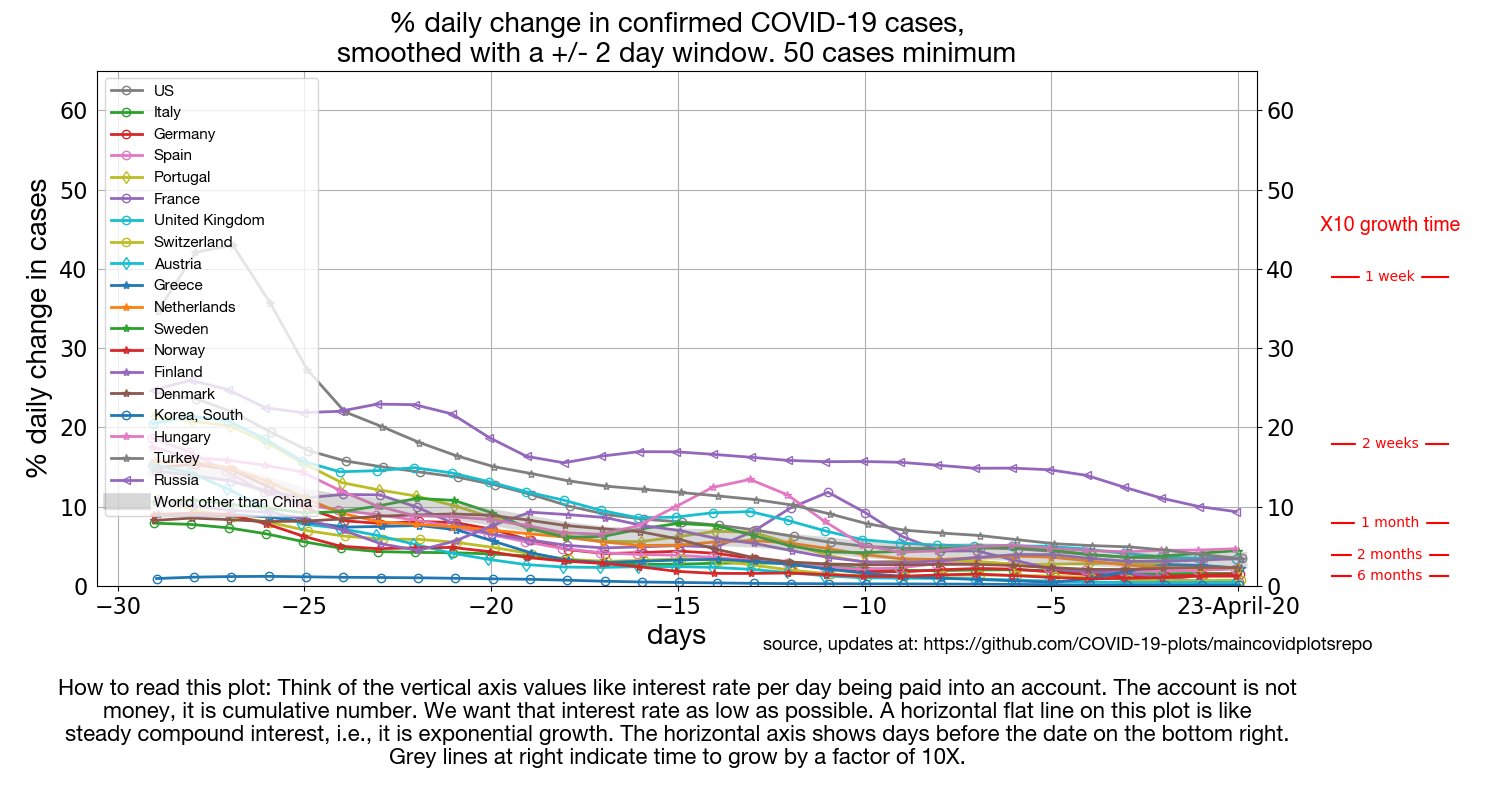 % daily change in confirmed COVID-19 cases,
smoothed with a +/- 2 day window. 50 cases minimum
% daily change in cases
60
50
40
30
20
10
0
US
Italy
Germany
Spain
Portugal
France
United Kingdom
Switzerland
Austria
Greece
Netherlands
Sweden
Norway
Finland
Denmark
Korea, South
Hungary
Turkey
Russia
World other than China
60
50
40
30
20
10
0
X10 growth time
1 week
2 weeks
1 month
2 months
6 months
−30 −25 −20 −15 −10 −5 23-April-20
days
source, updates at: https://github.com/COVID-19-plots/maincovidplotsrepo
How to read this plot: Think of the vertical axis values like interest rate per day being paid into an account. The account is not
money, it is cumulative number. We want that interest rate as low as possible. A horizontal flat line on this plot is like
steady compound interest, i.e., it is exponential growth. The horizontal axis shows days before the date on the bottom right.
Grey lines at right indicate time to grow by a factor of 10X.